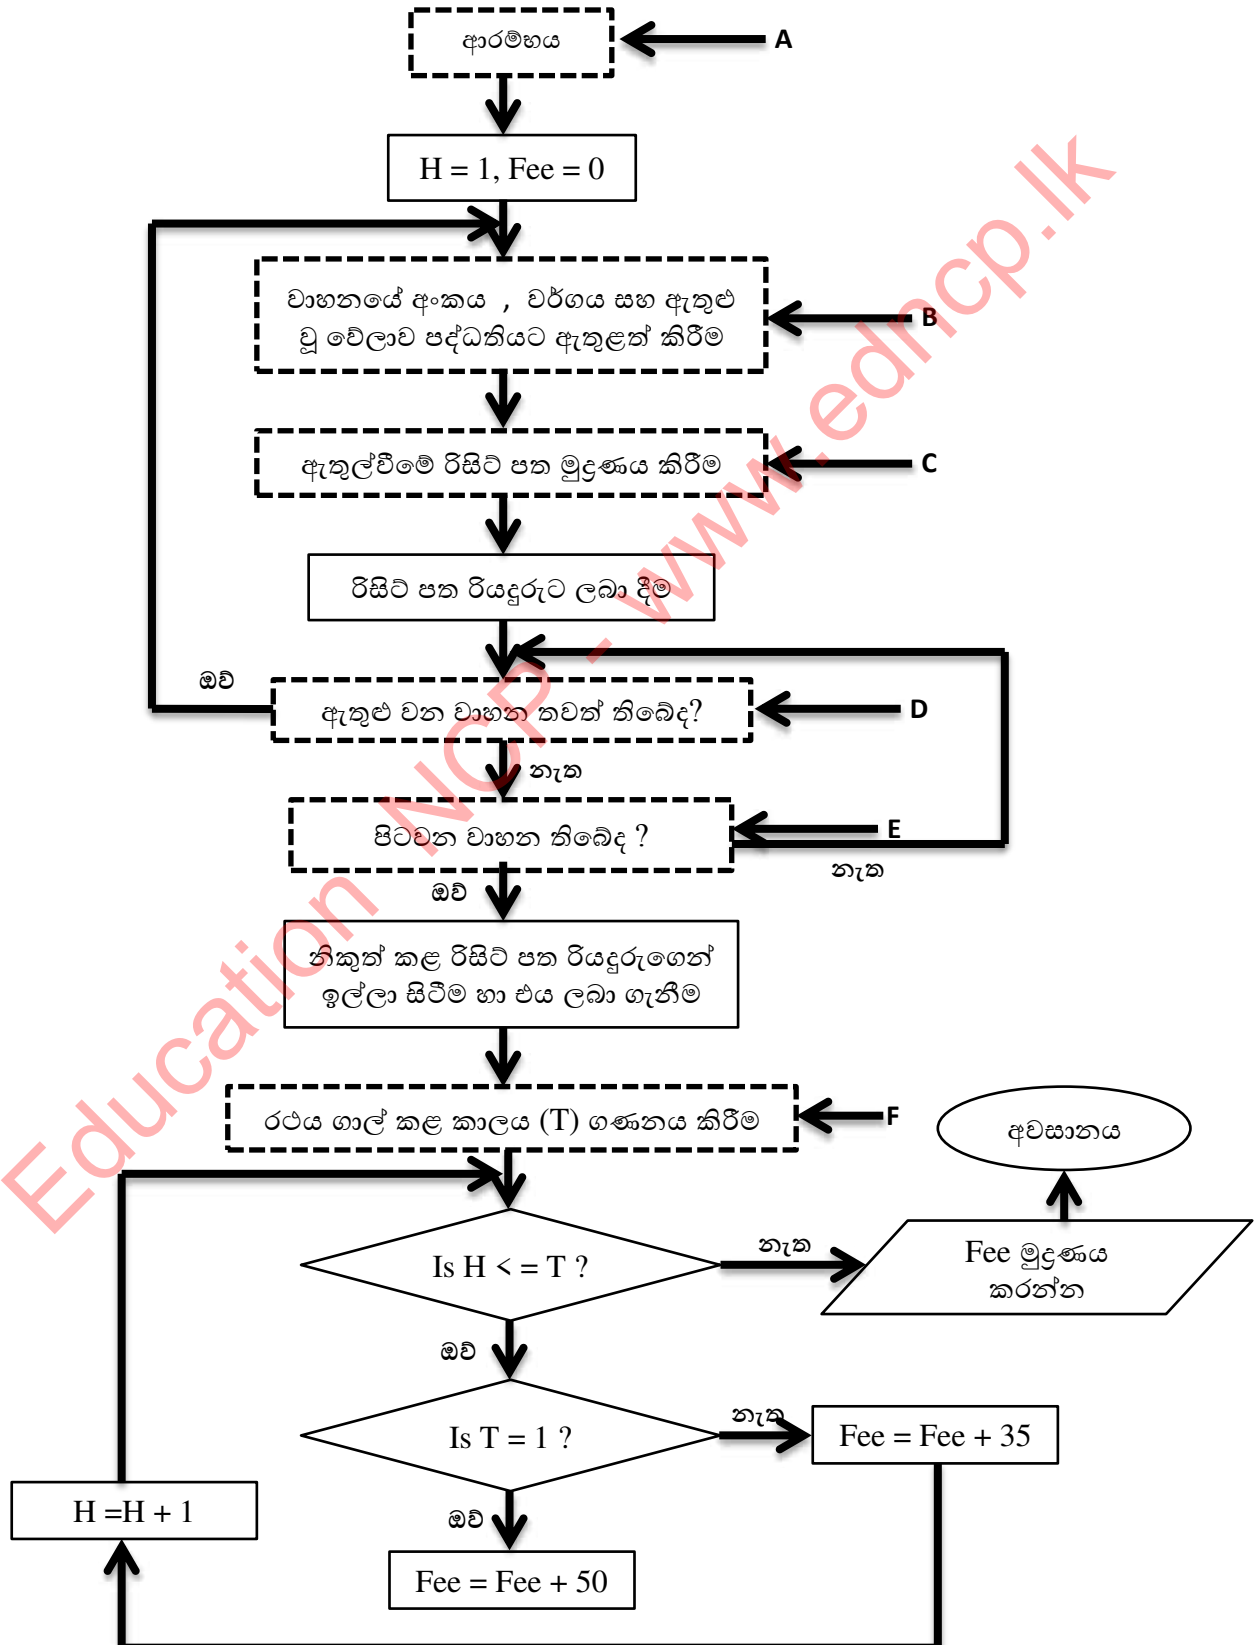 ආරම්භය
A
H = 1, Fee = 0
වාහනයේ අංකය , වර්ගය සහ ඇතුළු
වූ වේලාව පද්ධතියට ඇතුළත් කිරීම
B
ඇතුල්වීමේ රිසිට් පත මුද්‍රණය කිරීම
C
රිසිට් පත රියදුරුට ලබා දීම
ඔව්
ඇතුළු වන වාහන තවත් තිබේද?
D
නැත
පිටවන වාහන තිබේද ?
E
නැත
ඔව්
නිකුත් කළ රිසිට් පත රියදුරුගෙන්
ඉල්ලා සිටීම හා එය ලබා ගැනීම
රථය ගාල් කළ කාලය (T) ගණනය කිරීම
F
අවසානය
Is H < = T ?
නැත
Fee මුද්‍රණය
කරන්න
ඔව්
Is T = 1 ?
නැත
Fee = Fee + 35
H =H + 1
ඔව්
Fee = Fee + 50
Education NCP - www.edncp.lk